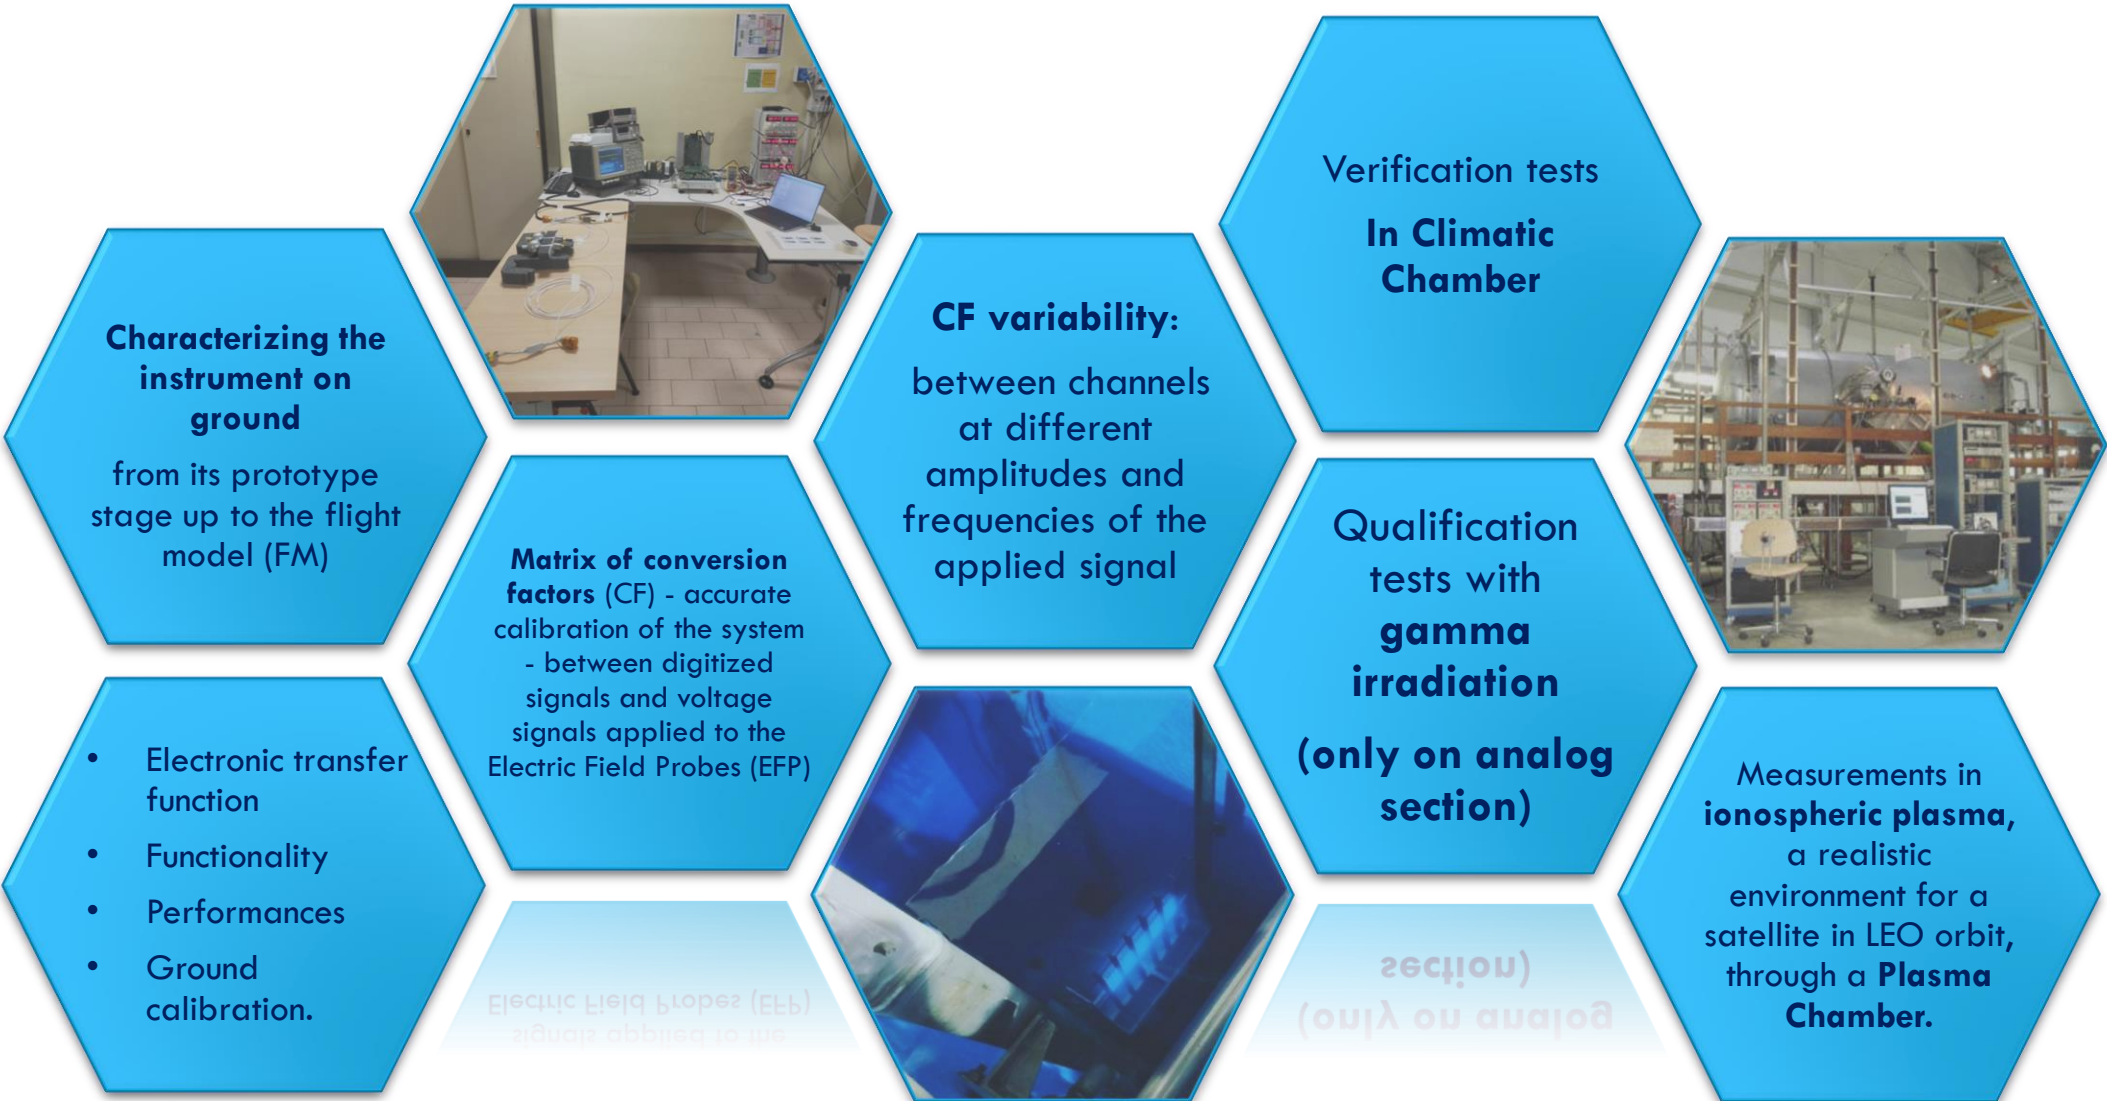 Characterizing the
instrument on
ground
from its prototype
stage up to the flight
model (FM)
• Electronic transfer
function
• Functionality
• Performances
• Ground
calibration.
Matrix of conversion
factors (CF) - accurate
calibration of the system
- between digitized
signals and voltage
signals applied to the
Electric Field Probes (EFP)
CF variability:
between channels
at different
amplitudes and
frequencies of the
applied signal
Verification tests
In Climatic
Chamber
Qualification
tests with
gamma
irradiation
(only on analog
section)
Measurements in
ionospheric plasma,
a realistic
environment for a
satellite in LEO orbit,
through a Plasma
Chamber.